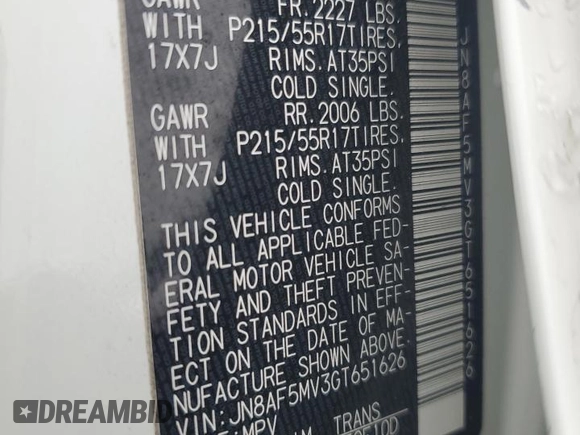 GAWR FR. 2227 LBS.
WITH P215/55R17TIRES,
17X7J RIMS. AT35PSI
COLD SINGLE.
GAWR RR. 2006 LBS.
WITH P215/55R17TIRES,
17X7J RIMS. AT35PSI
COLD SINGLE.
THIS VEHICLE CONFORMS
TO ALL APPLICABLE FED-
ERAL MOTOR VEHICLE SA-
FETY AND THEFT PREVEN-
TION STANDARDS IN EFF-
ECT ON THE DATE OF MA-
NUFACTURE SHOWN ABOVE.
VIN:JN8AF5MV3GT651626
MPV
TRANS
JN8AF5MV3GT651626
DREAMBID